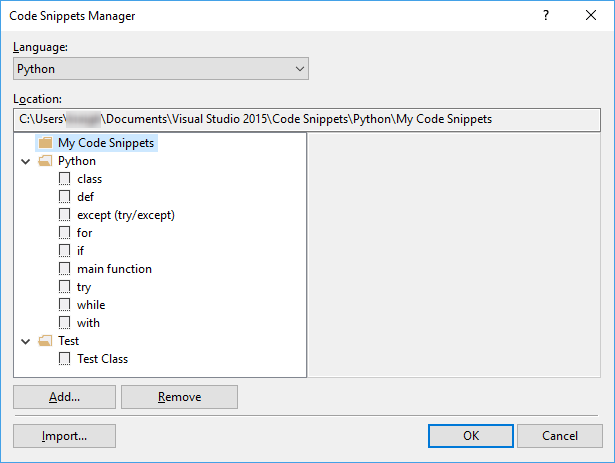 Code Snippets Manager ?
Language:
Python
Location:
C:\Users\ \Documents\Visual Studio 2015\Code Snippets\Python\My Code Snippets
My Code Snippets
Python
class
def
except (try/except)
for
if
main function
try
while
with
Test
Test Class
Add... Remove
Import... OK Cancel